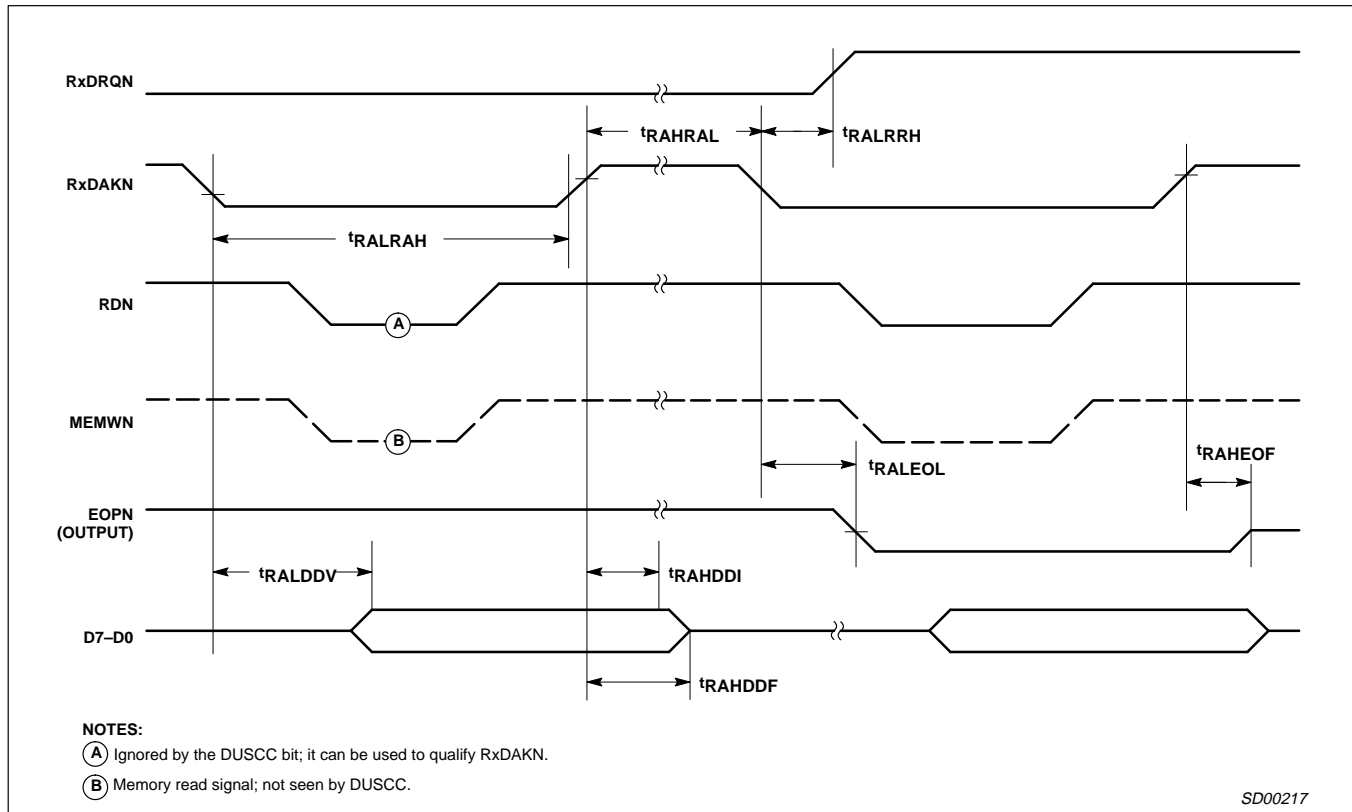 RxDRQN
tRAHRAL
tRALRRH
RxDAKN
tRALRAH
RDN
A
MEMWN
B
tRALEOL
tRAHEOF
EOPN
(OUTPUT)
tRALDDV
tRAHDDI
D7–D0
tRAHDDF
NOTES:
A Ignored by the DUSCC bit; it can be used to qualify RxDAKN.
B Memory read signal; not seen by DUSCC.
SD00217